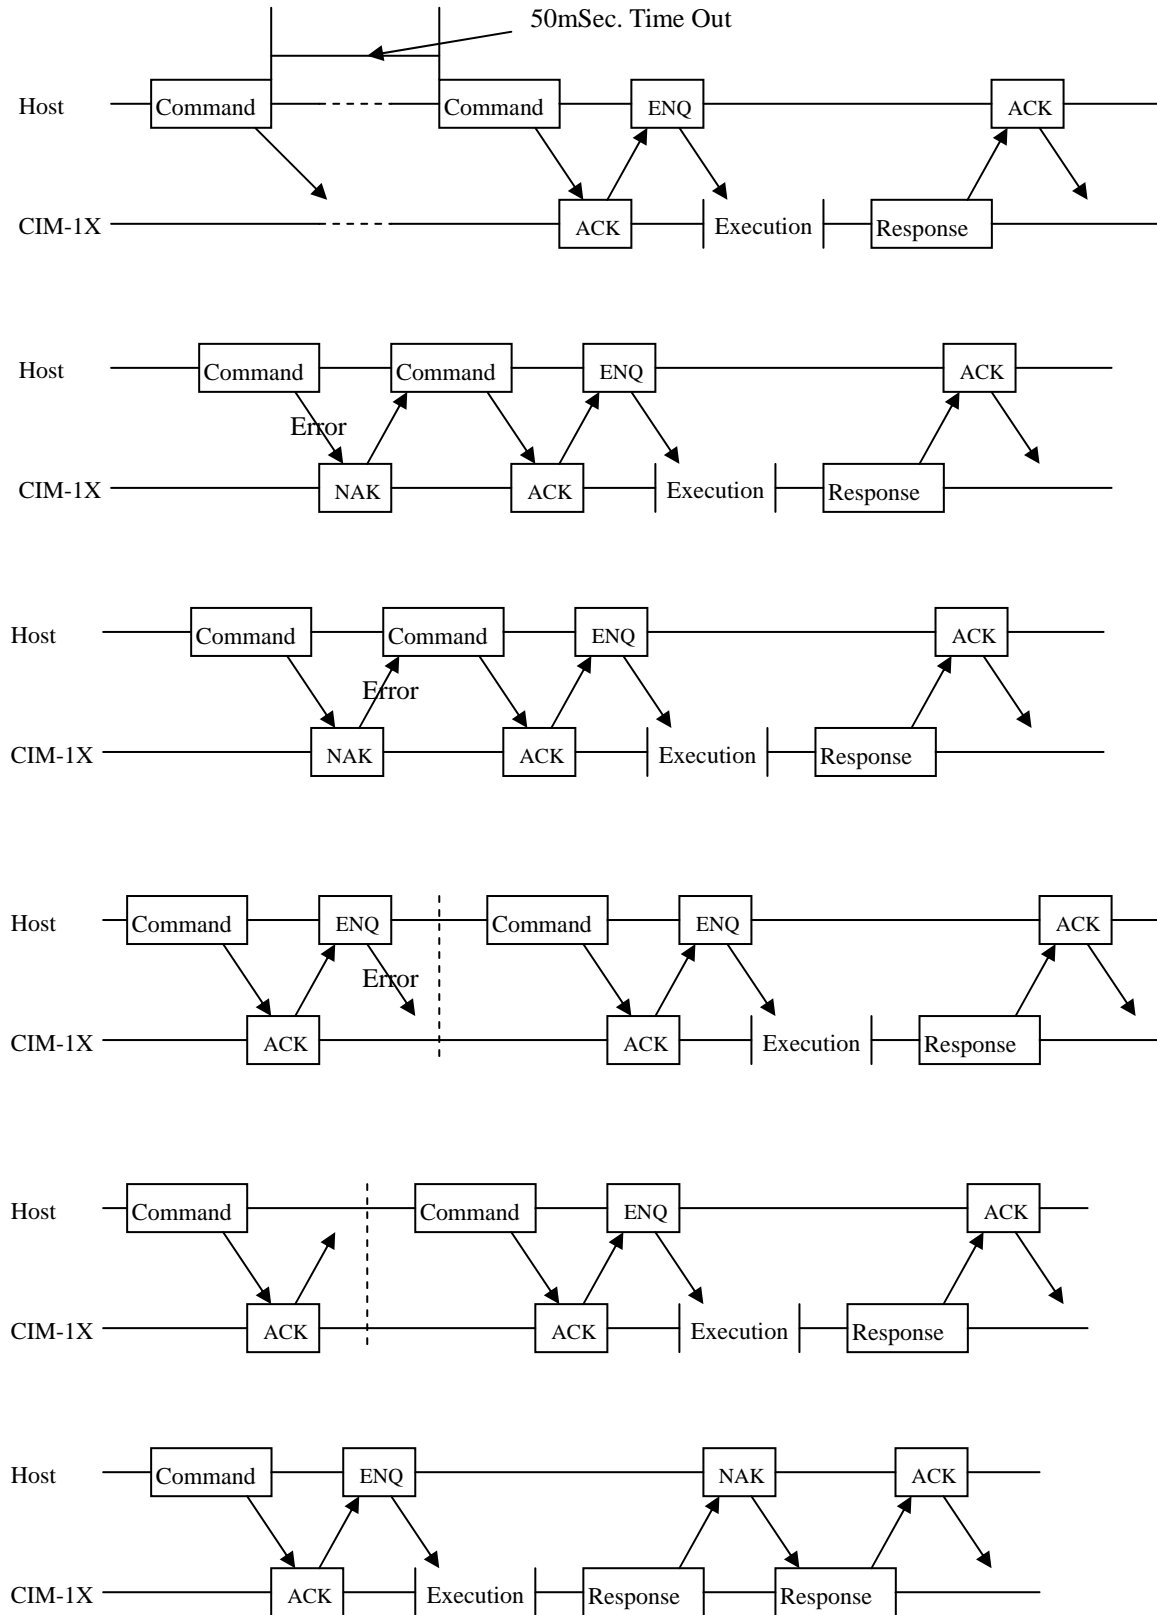 50mSec. Time Out
Host Command Command ENQ ACK
CIM-1X ACK Execution Response
Host Command Command ENQ ACK
Error
CIM-1X NAK ACK Execution Response
Host Command Command ENQ ACK
Error
CIM-1X NAK ACK Execution Response
Host Command ENQ Command ENQ ACK
Error
CIM-1X ACK ACK Execution Response
Host Command Command ENQ ACK
CIM-1X ACK ACK Execution Response
Host Command ENQ NAK ACK
CIM-1X ACK Execution Response Response